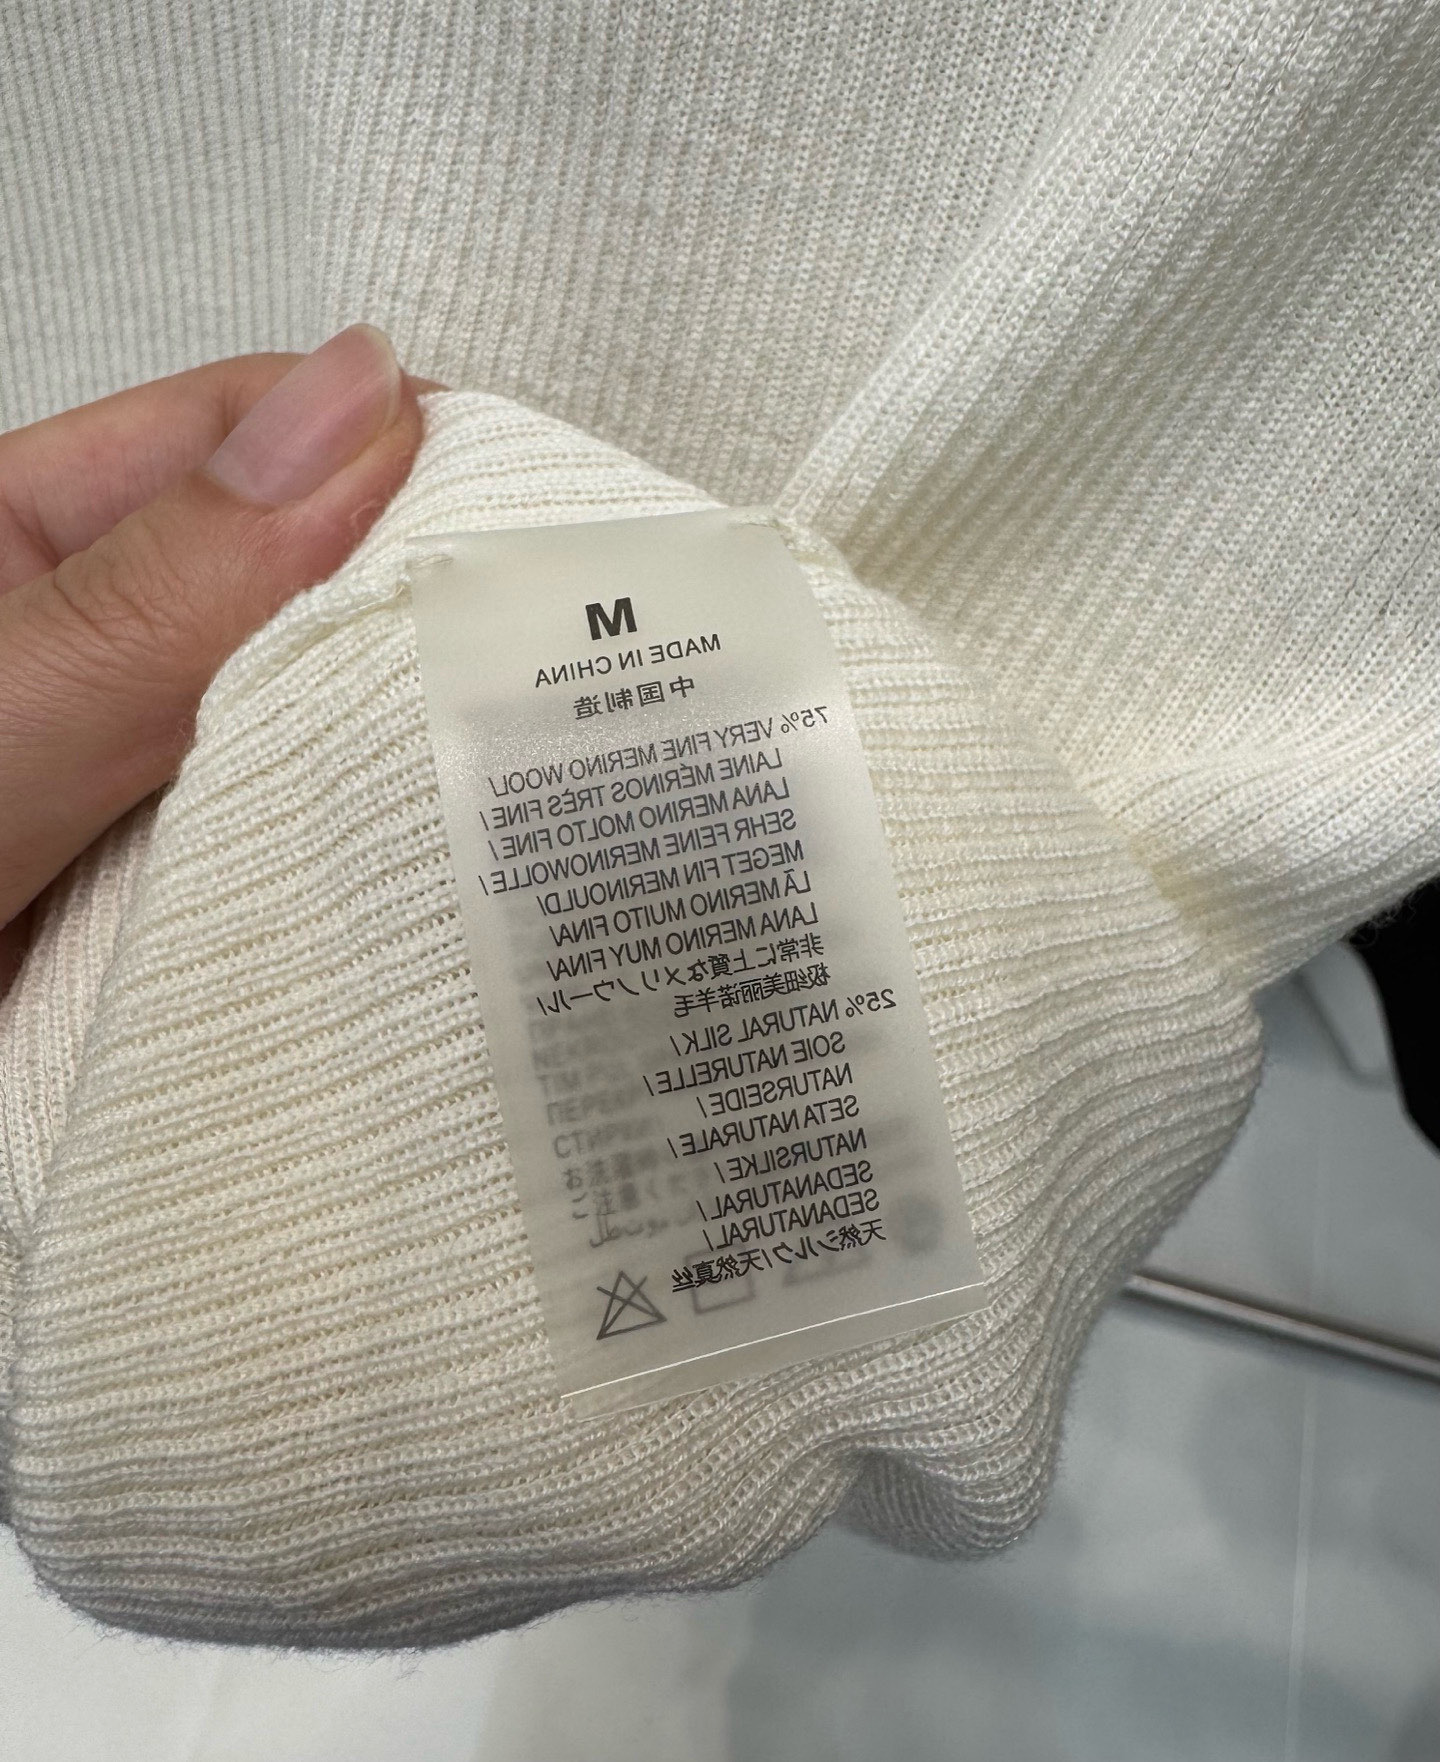 M
MADE IN CHINA
中国制造
75% VERY FINE MERINO WOOL/
LAINE MÉRINOS TRÈS FINE/
LANA MERINO MOLTO FINE/
SEHR FEINE MERINOWOLLE/
MEGET FIN MERINOULD/
LÃ MERINO MUITO FINA/
LANA MERINO MUY FINA/
非常に上質なメリノウール/
极细美丽诺羊毛
25% NATURAL SILK/
SOIE NATURELLE/
NATURSEIDE/
SETA NATURALE/
NATURSILKE/
SEDANATURAL/
SEDANATURAL/
天然シルク/天然真丝